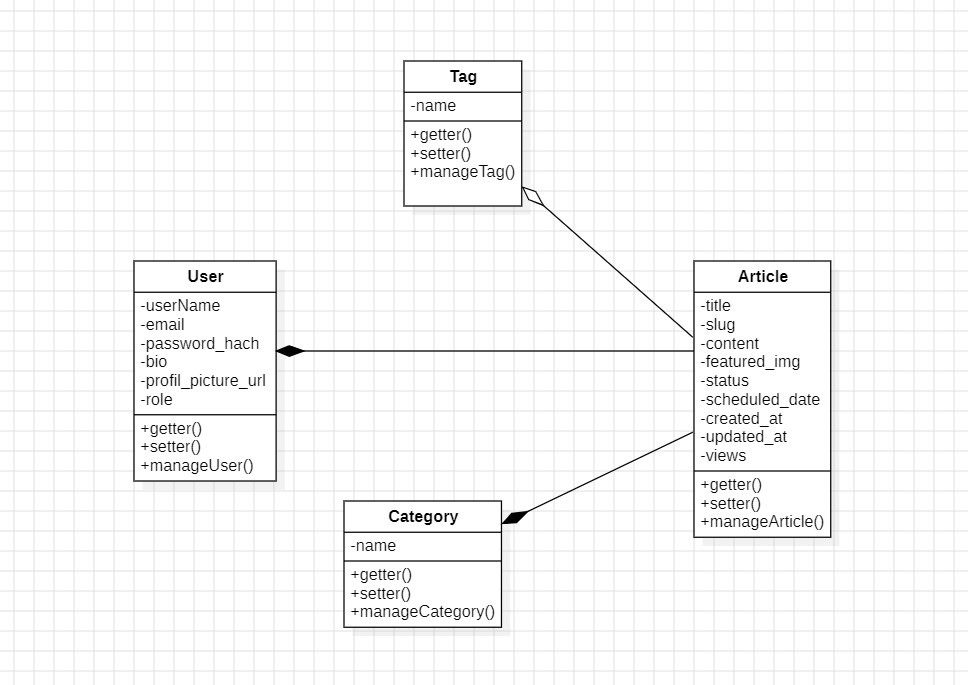 Tag
-name
+getter()
+setter()
+manageTag()
User
-userName
-email
-password_hach
-bio
-profil_picture_url
-role
+getter()
+setter()
+manageUser()
Article
-title
-slug
-content
-featured_img
-status
-scheduled_date
-created_at
-updated_at
-views
+getter()
+setter()
+manageArticle()
Category
-name
+getter()
+setter()
+manageCategory()